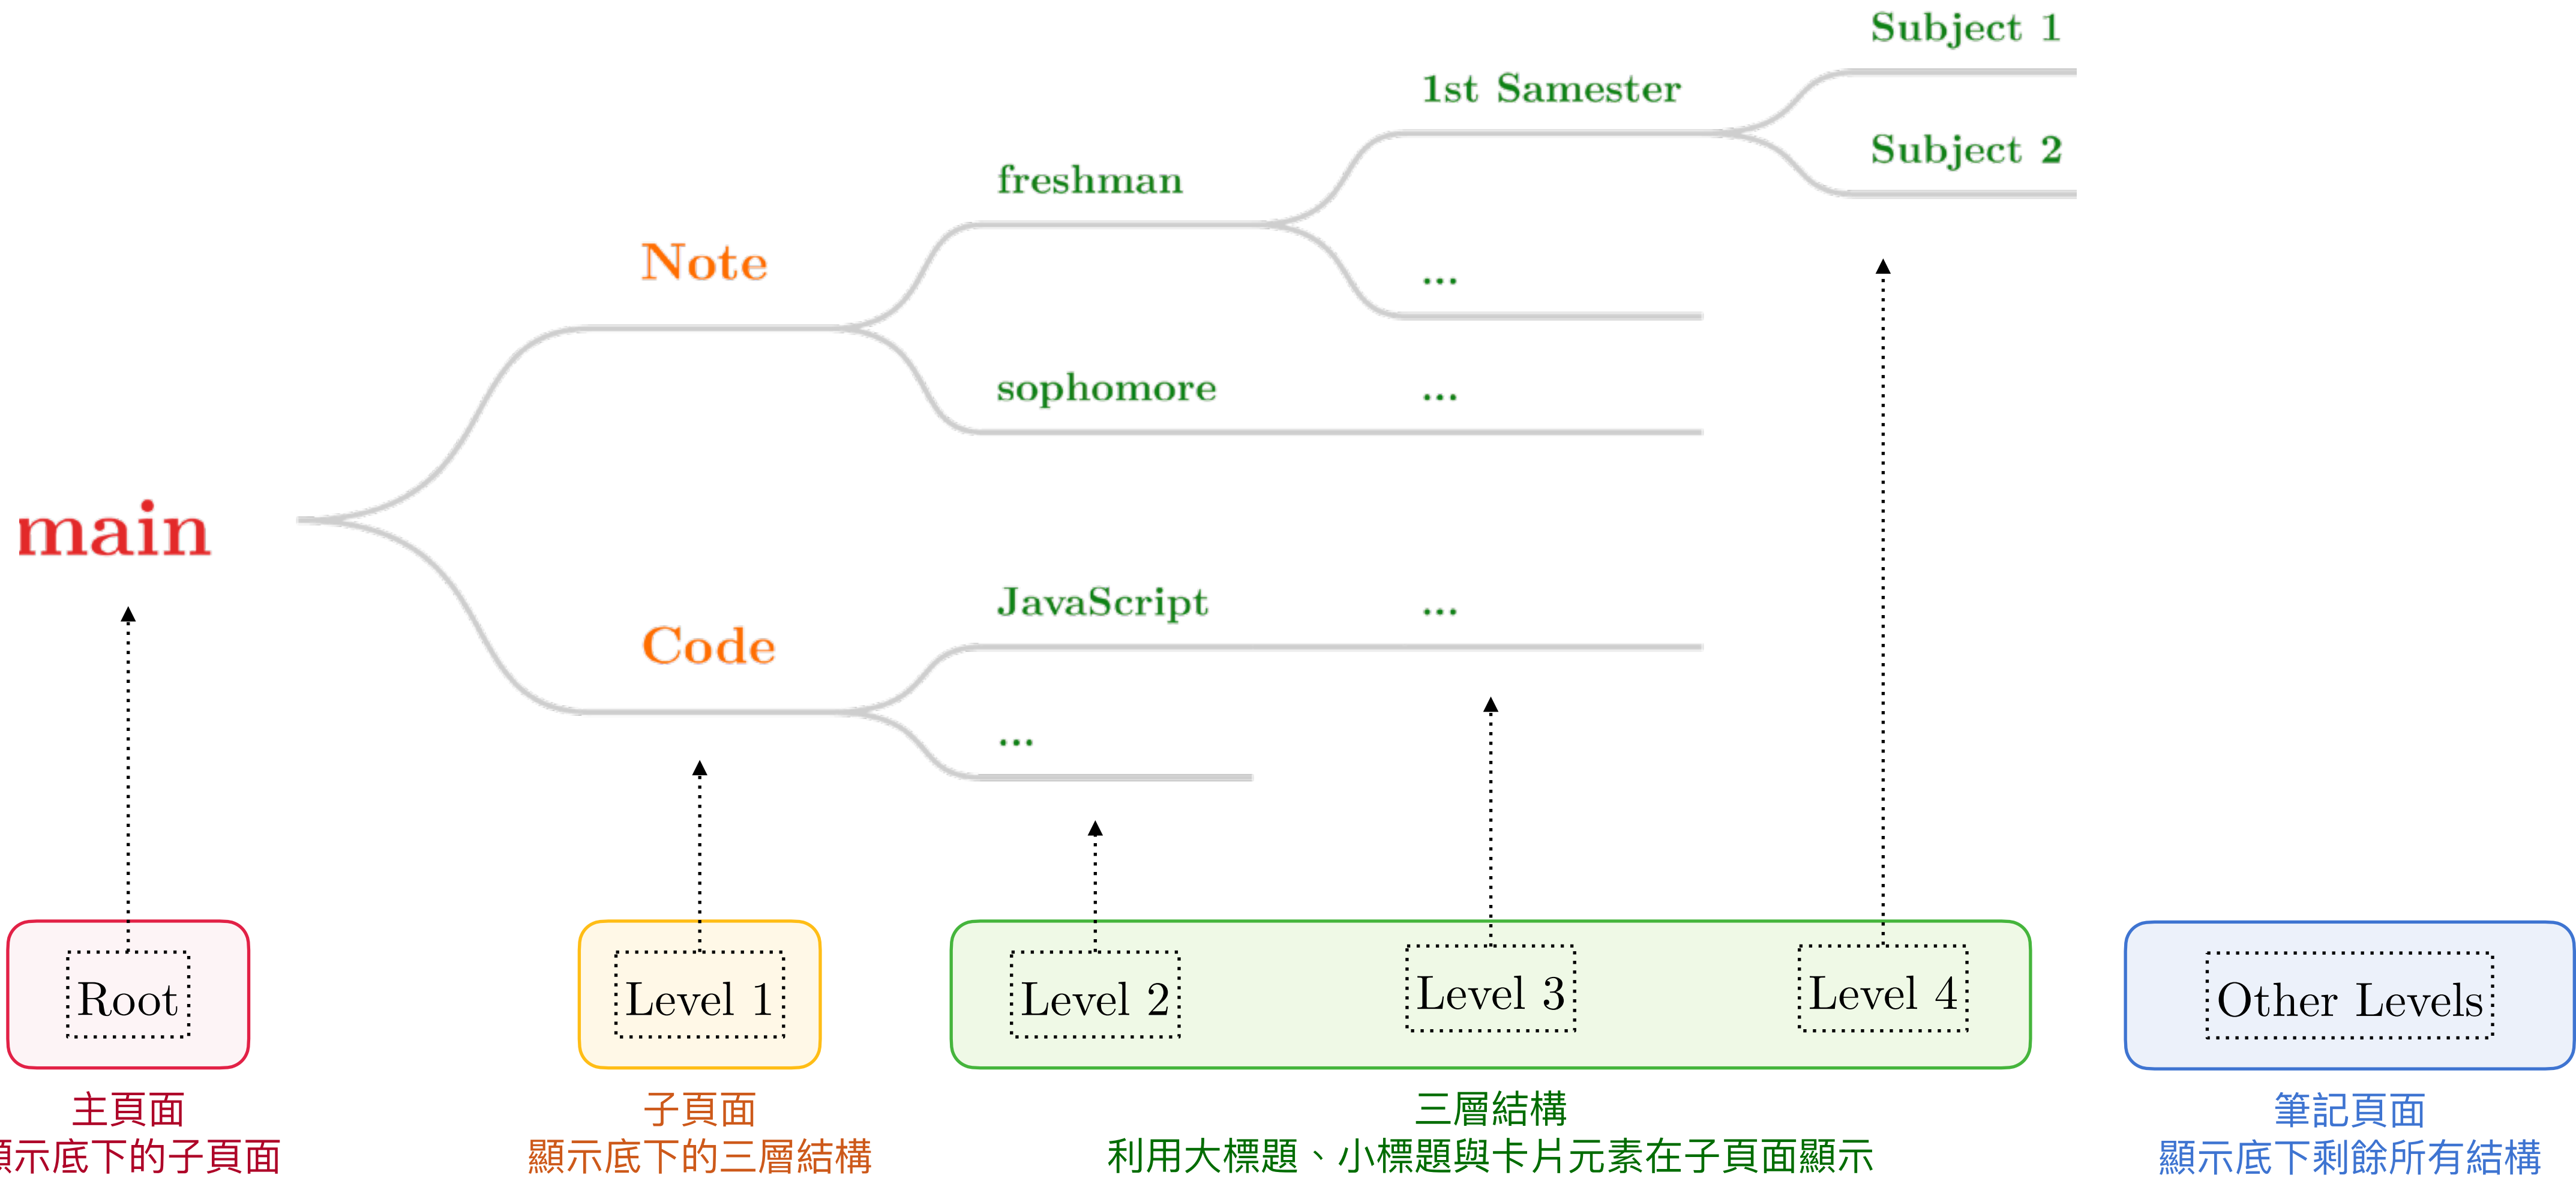 Subject 1
1st Samester
Subject 2
freshman
Note
...
sophomore ...
main
JavaScript ...
Code
...
Root Level 1 Level 2 Level 3 Level 4 Other Levels
主頁面 子頁面 三層結構 筆記頁面
顯示底下的子頁面 顯示底下的三層結構 利用大標題、小標題與卡片元素在子頁面顯示 顯示底下剩餘所有結構